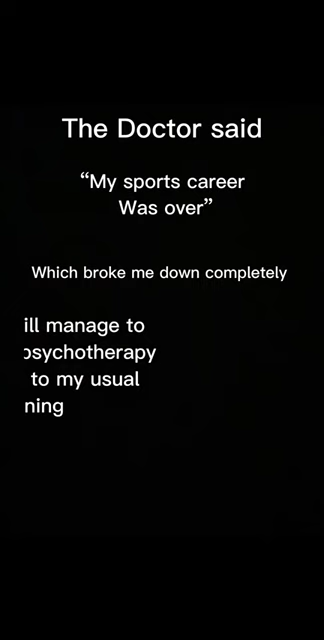 The Doctor said
“My sports career
Was over”
Which broke me down completely
ill manage to
psychotherapy
to my usual
ning